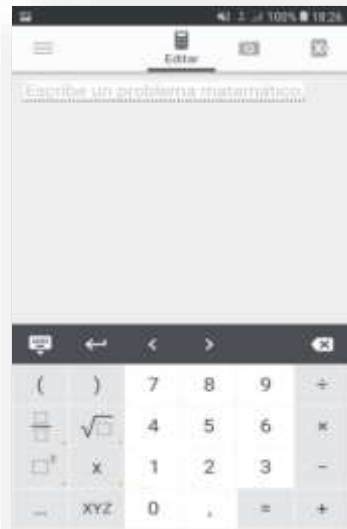 100% 18:26
Editar
Escribe un problema matemático.
( ) 7 8 9 ÷
√ 4 5 6 ×
x 1 2 3 −
... XYZ 0 , = +